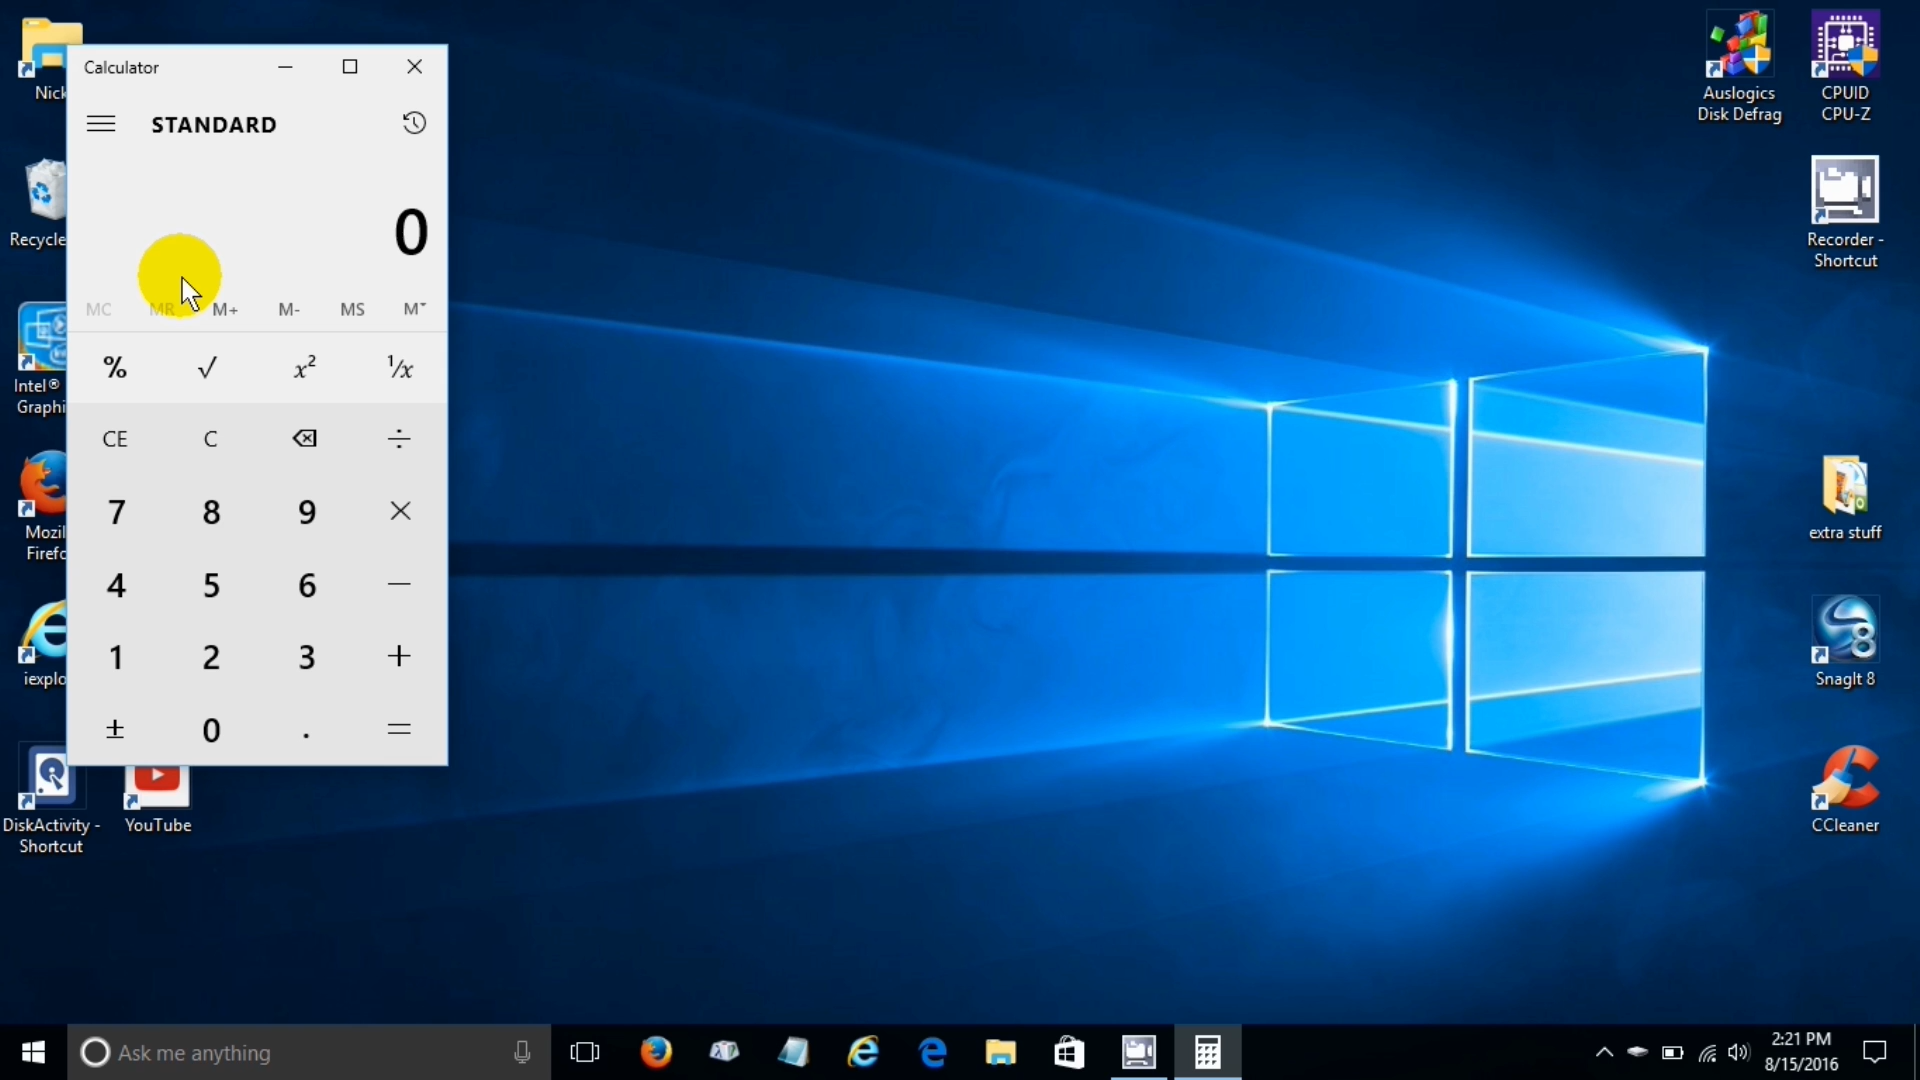 Nick
Calculator
STANDARD
0
MC MR M+ M- MS M
% √ x² ¹/x
CE C ÷
7 8 9 ×
4 5 6 −
1 2 3 +
± 0 . =
Recycle
Intel®
Graphi
Mozil
Firefo
iexplo
DiskActivity -
Shortcut
YouTube
Auslogics
Disk Defrag
CPUID
CPU-Z
Recorder -
Shortcut
extra stuff
SnagIt 8
CCleaner
Ask me anything
2:21 PM
8/15/2016